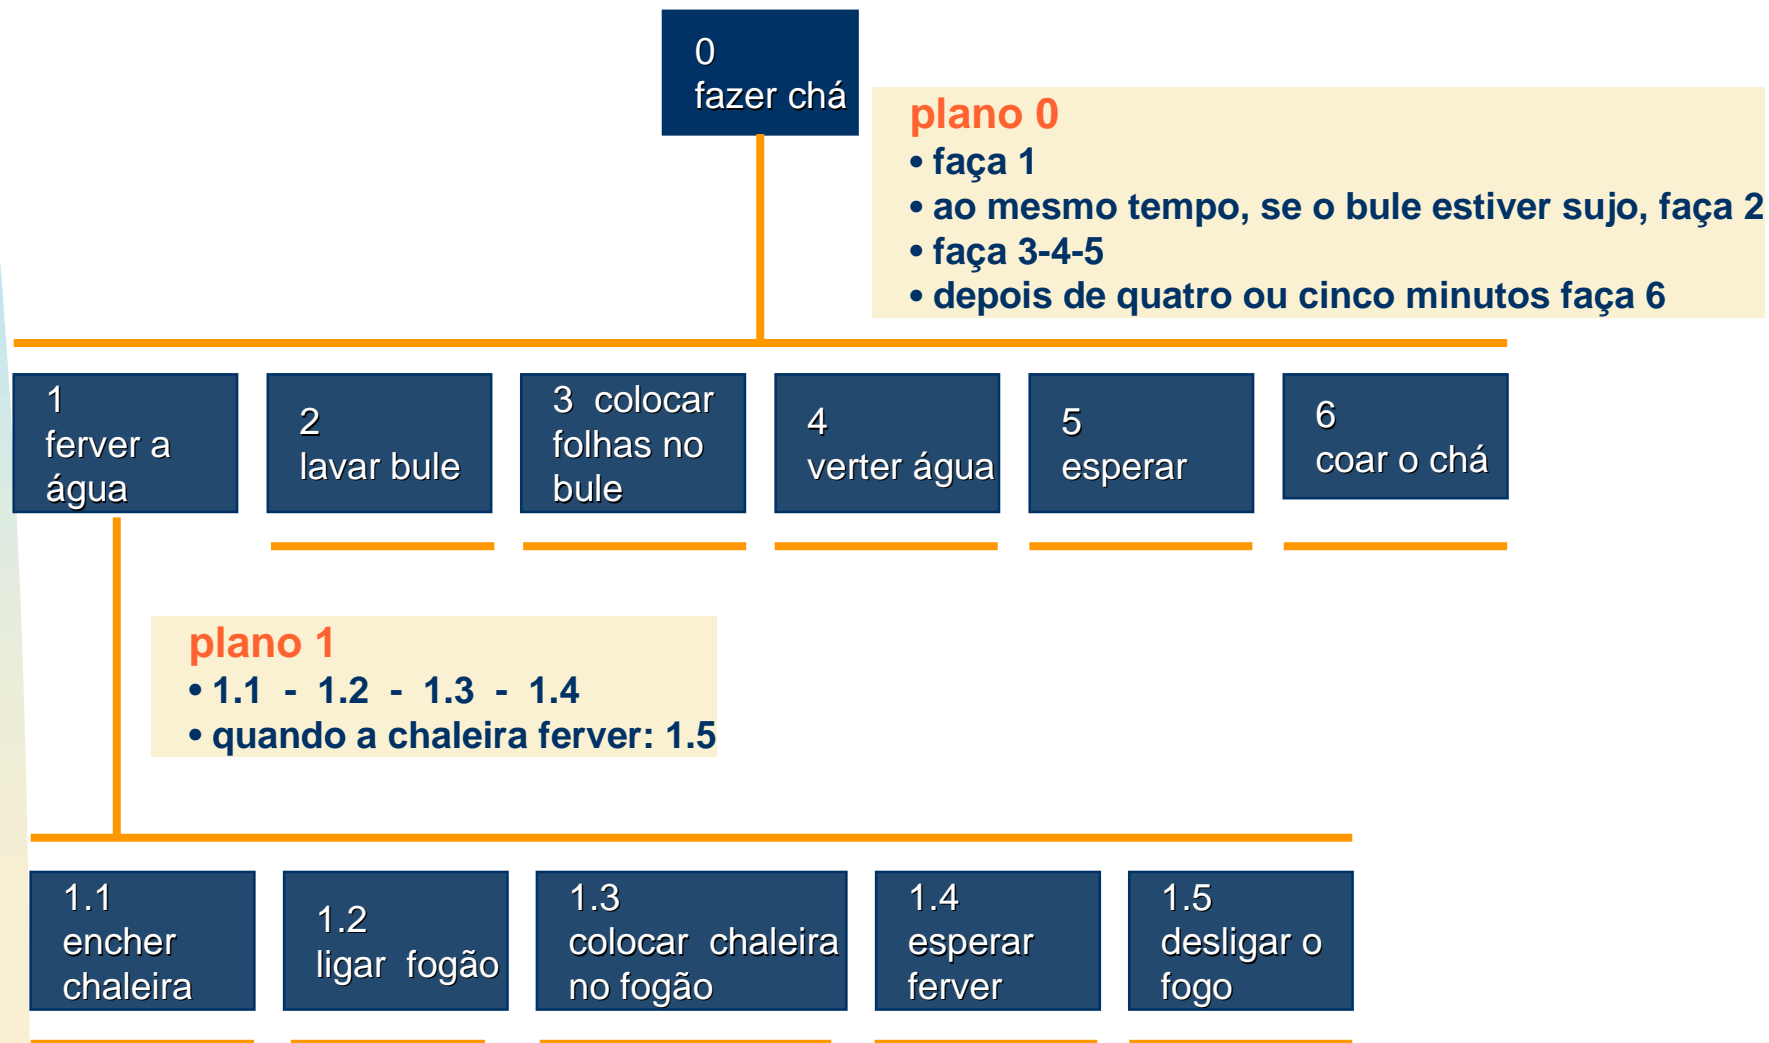 0
fazer chá
plano 0
• faça 1
• ao mesmo tempo, se o bule estiver sujo, faça 2
• faça 3-4-5
• depois de quatro ou cinco minutos faça 6
1
ferver a
água
2
lavar bule
3 colocar
folhas no
bule
4
verter água
5
esperar
6
coar o chá
plano 1
• 1.1 - 1.2 - 1.3 - 1.4
• quando a chaleira ferver: 1.5
1.1
encher
chaleira
1.2
ligar fogão
1.3
colocar chaleira
no fogão
1.4
esperar
ferver
1.5
desligar o
fogo